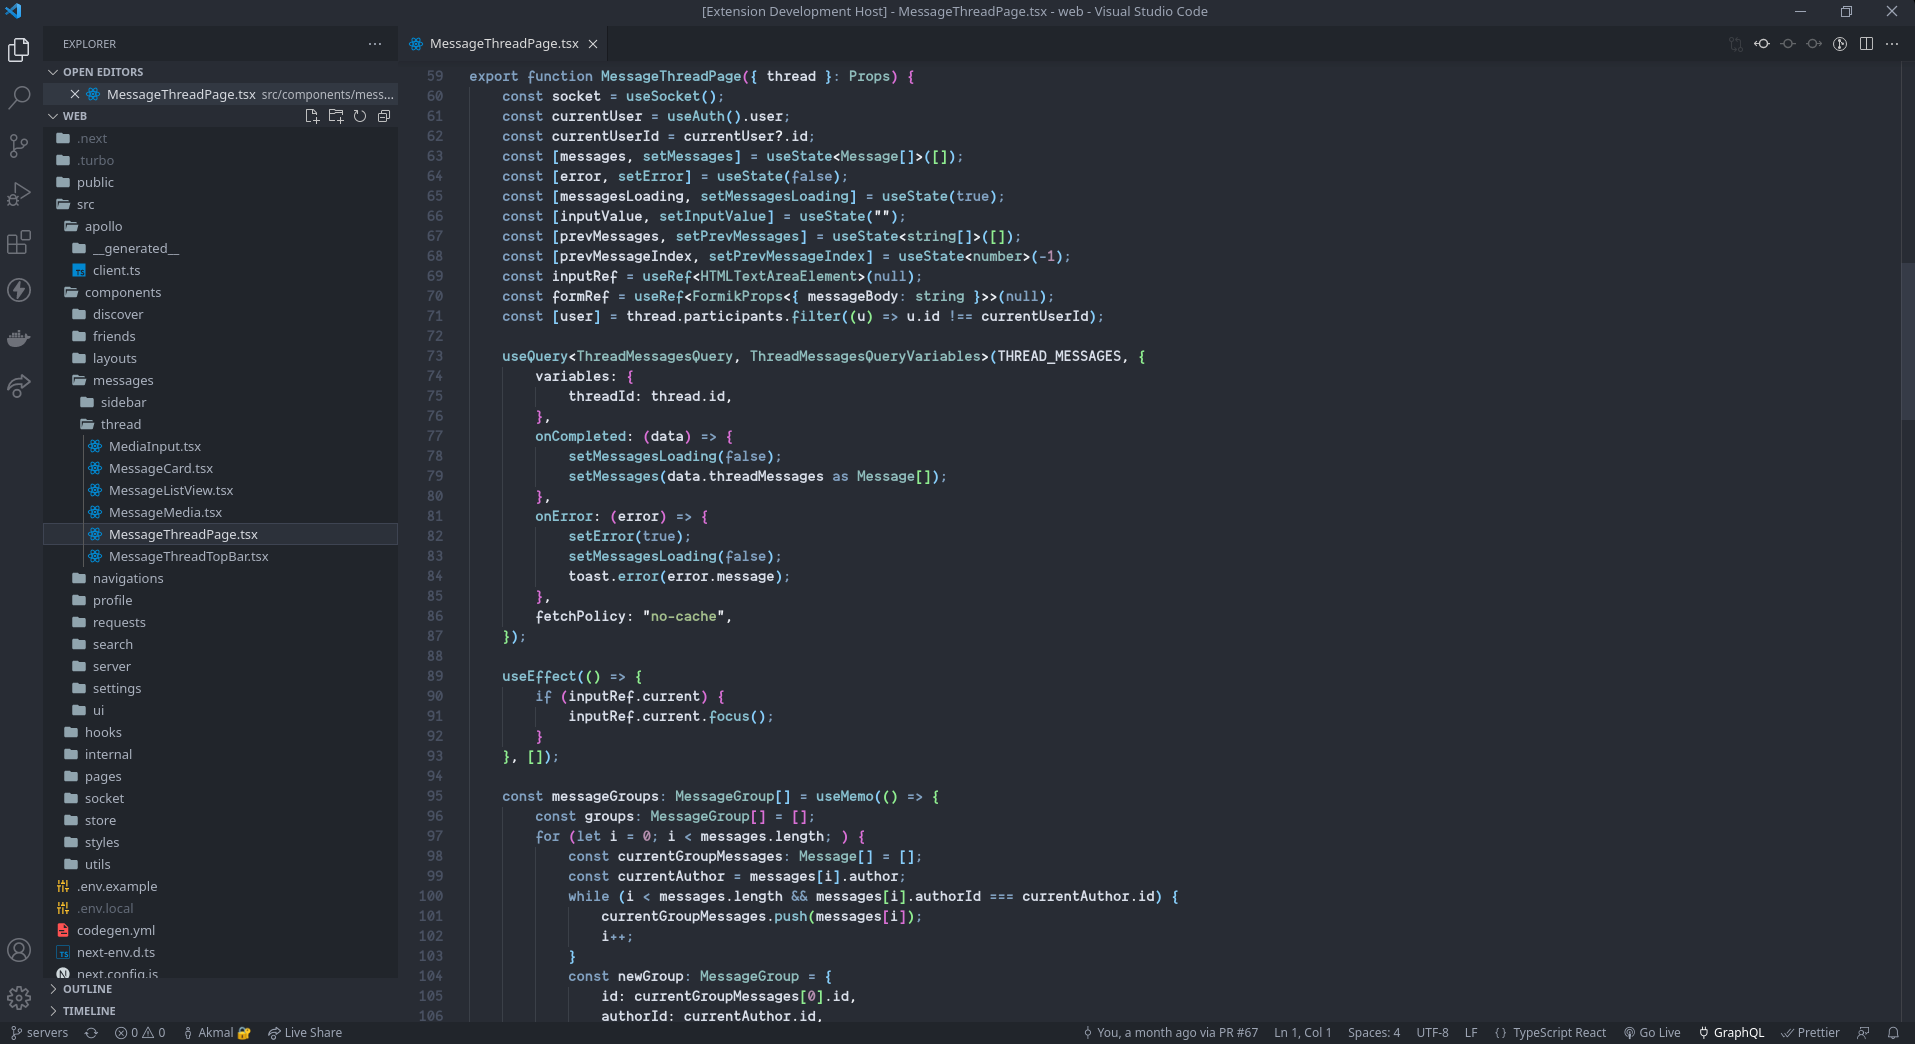 [Extension Development Host] - MessageThreadPage.tsx - web - Visual Studio Code
EXPLORER
OPEN EDITORS
MessageThreadPage.tsx src/components/mess...
WEB
.next
.turbo
public
src
apollo
__generated__
client.ts
components
discover
friends
layouts
messages
sidebar
thread
MediaInput.tsx
MessageCard.tsx
MessageListView.tsx
MessageMedia.tsx
MessageThreadPage.tsx
MessageThreadTopBar.tsx
navigations
profile
requests
search
server
settings
ui
hooks
internal
pages
socket
store
styles
utils
.env.example
.env.local
codegen.yml
next-env.d.ts
next.config.js
OUTLINE
TIMELINE
MessageThreadPage.tsx
59 export function MessageThreadPage({ thread }: Props) {
60 const socket = useSocket();
61 const currentUser = useAuth().user;
62 const currentUserId = currentUser?.id;
63 const [messages, setMessages] = useState<Message[]>([]);
64 const [error, setError] = useState(false);
65 const [messagesLoading, setMessagesLoading] = useState(true);
66 const [inputValue, setInputValue] = useState("");
67 const [prevMessages, setPrevMessages] = useState<string[]>([]);
68 const [prevMessageIndex, setPrevMessageIndex] = useState<number>(-1);
69 const inputRef = useRef<HTMLTextAreaElement>(null);
70 const formRef = useRef<FormikProps<{ messageBody: string }>>(null);
71 const [user] = thread.participants.filter((u) => u.id !== currentUserId);
72
73 useQuery<ThreadMessagesQuery, ThreadMessagesQueryVariables>(THREAD_MESSAGES, {
74 variables: {
75 threadId: thread.id,
76 },
77 onCompleted: (data) => {
78 setMessagesLoading(false);
79 setMessages(data.threadMessages as Message[]);
80 },
81 onError: (error) => {
82 setError(true);
83 setMessagesLoading(false);
84 toast.error(error.message);
85 },
86 fetchPolicy: "no-cache",
87 });
88
89 useEffect(() => {
90 if (inputRef.current) {
91 inputRef.current.focus();
92 }
93 }, []);
94
95 const messageGroups: MessageGroup[] = useMemo(() => {
96 const groups: MessageGroup[] = [];
97 for (let i = 0; i < messages.length; ) {
98 const currentGroupMessages: Message[] = [];
99 const currentAuthor = messages[i].author;
100 while (i < messages.length && messages[i].authorId === currentAuthor.id) {
101 currentGroupMessages.push(messages[i]);
102 i++;
103 }
104 const newGroup: MessageGroup = {
105 id: currentGroupMessages[0].id,
106 authorId: currentAuthor.id,
servers 0 0 Akmal 🔐 Live Share You, a month ago via PR #67 Ln 1, Col 1 Spaces: 4 UTF-8 LF {} TypeScript React Go Live GraphQL Prettier